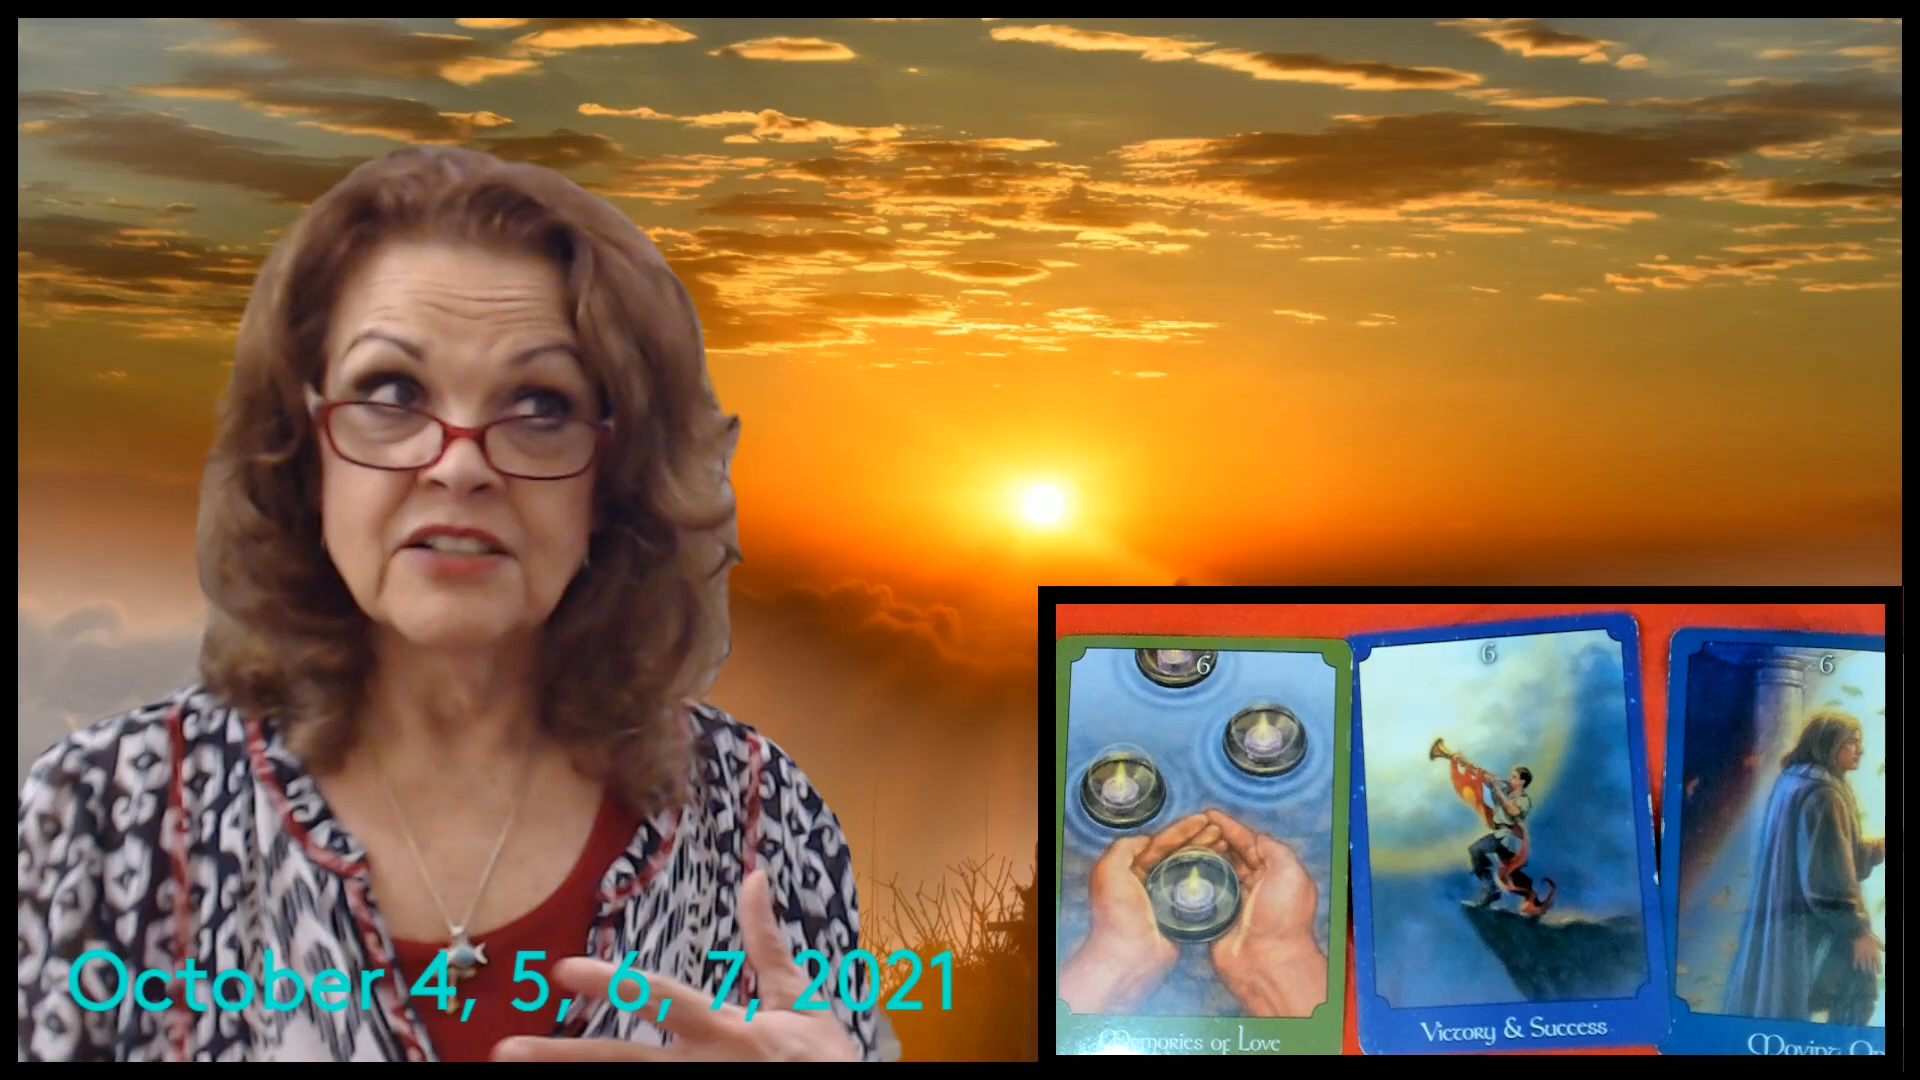 6
6
6
October 4, 5, 6, 7, 2021
Memories of Love
Victory & Success
Moving On